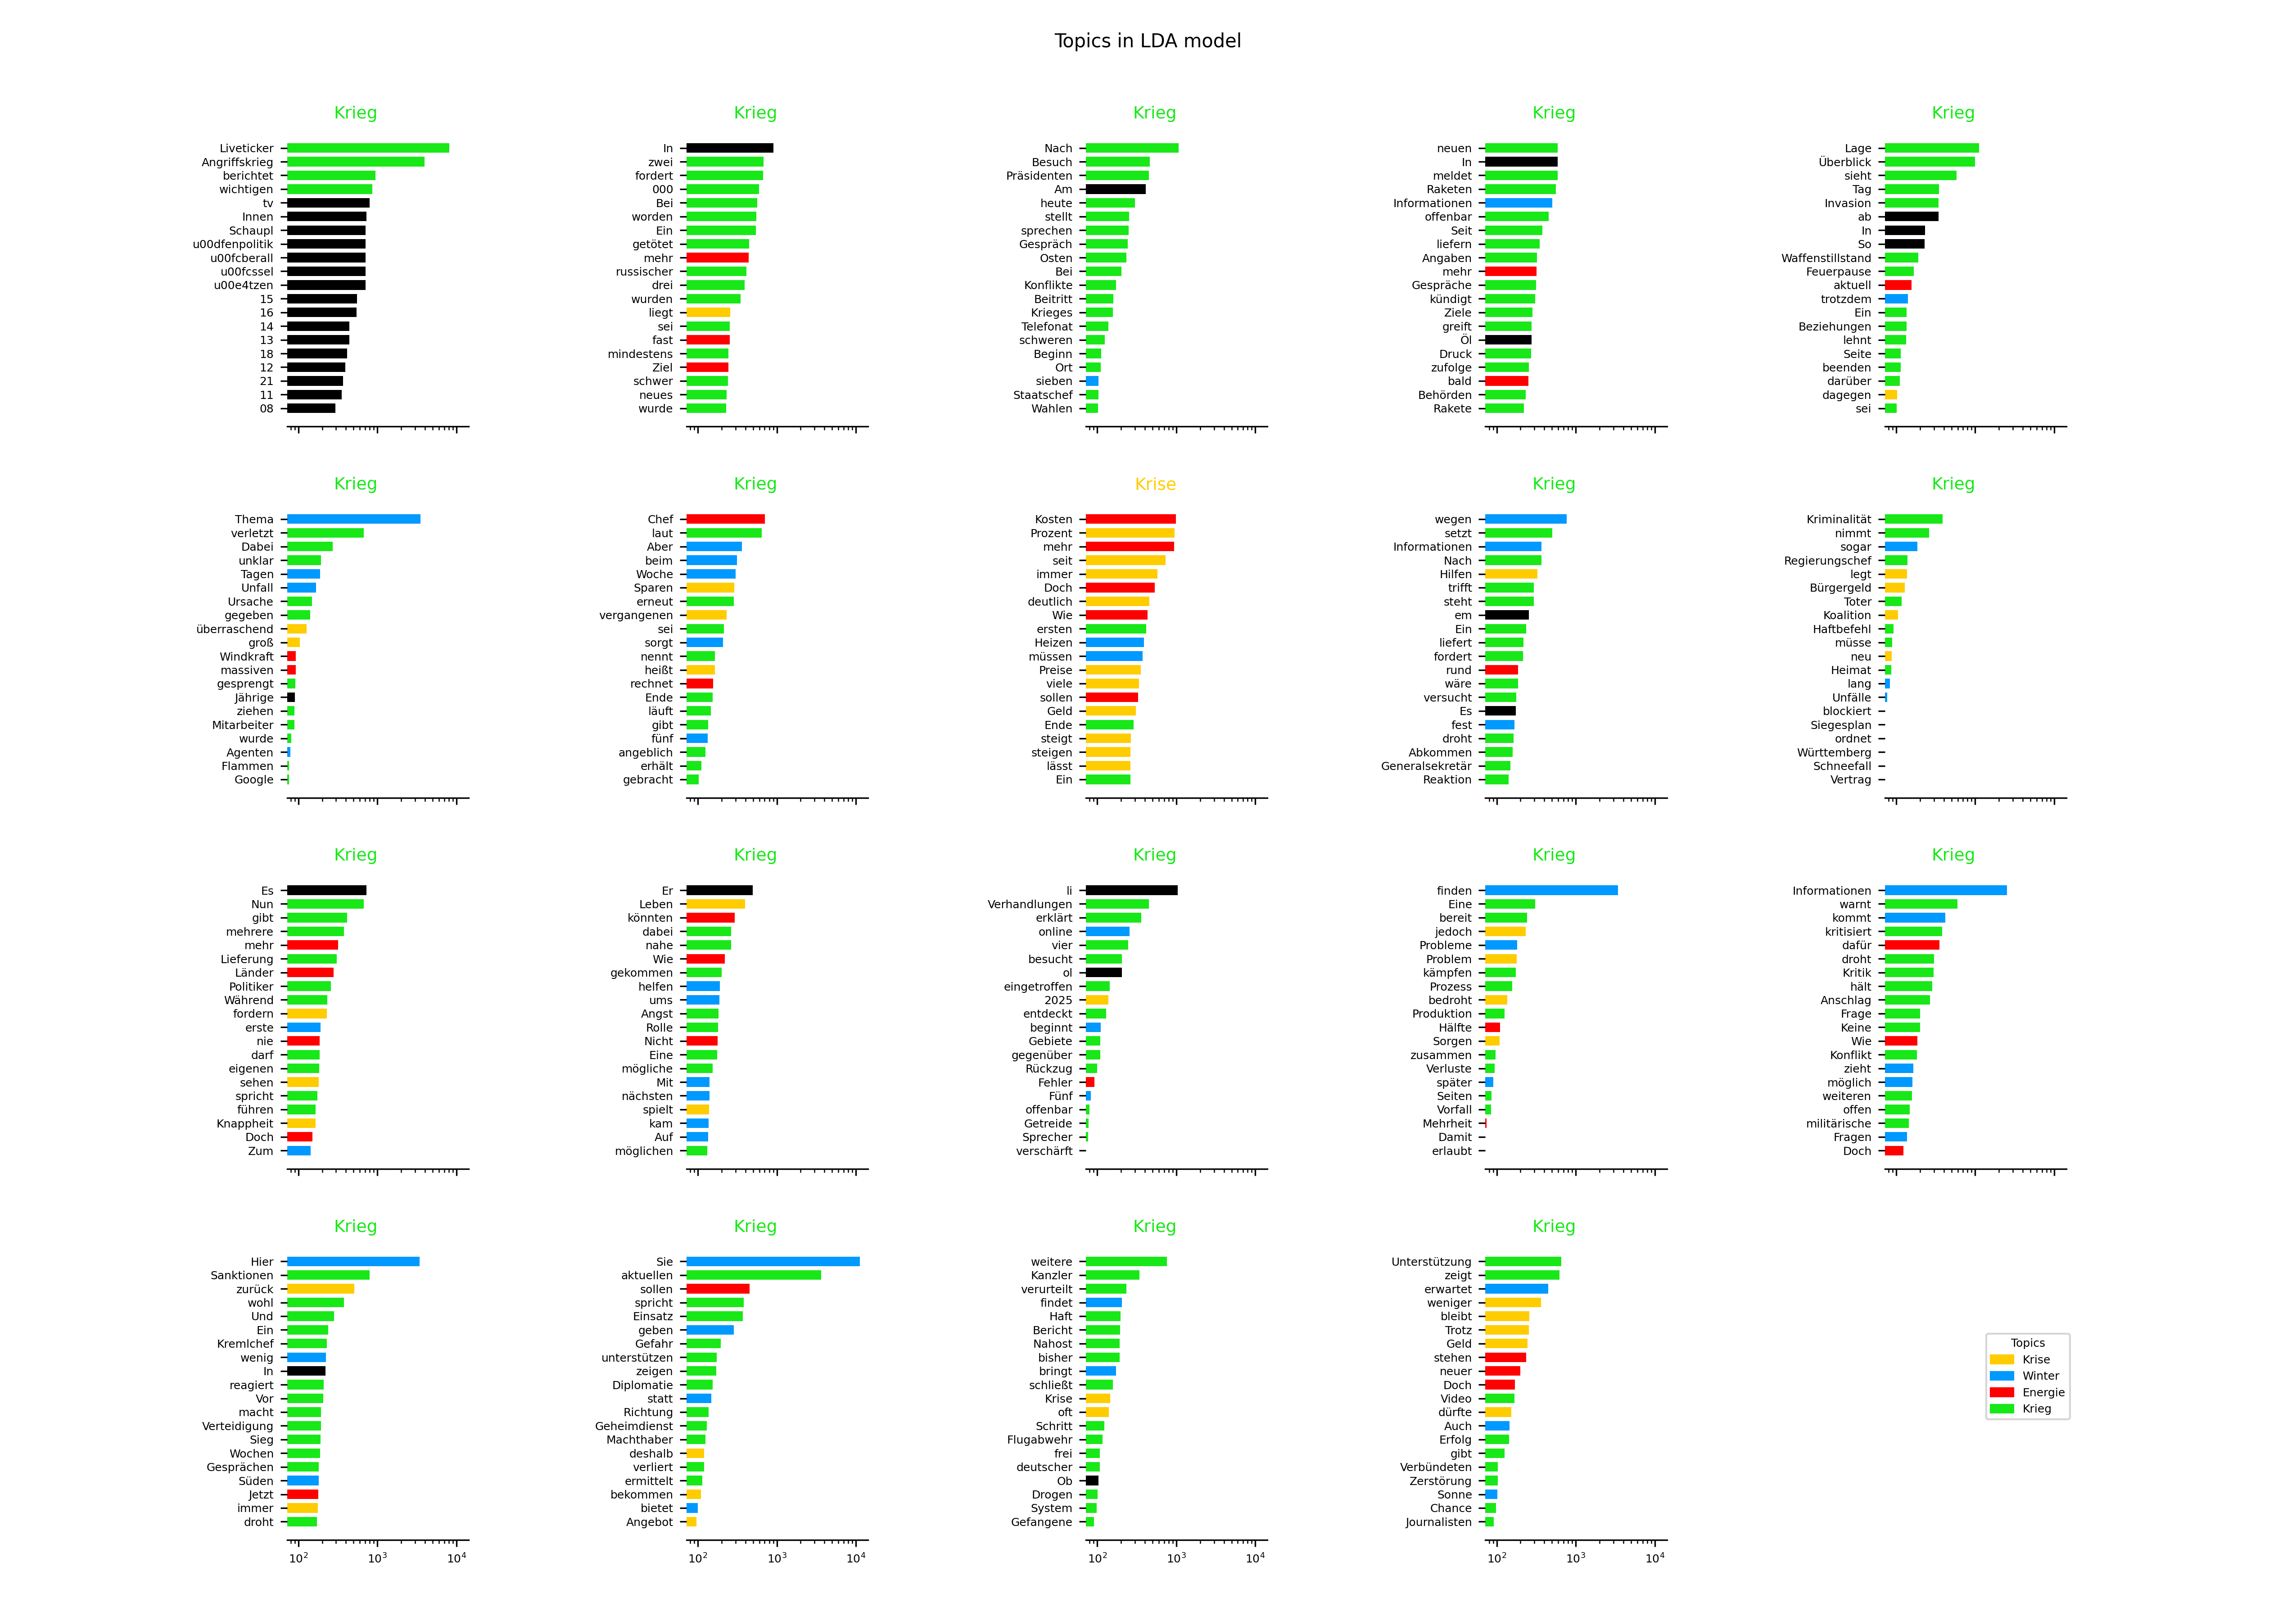 Topics in LDA model
Krieg
Liveticker
Angriffskrieg
berichtet
wichtigen
tv
Innen
Schaupl
u00dfenpolitik
u00fcberall
u00fcssel
u00e4tzen
15
16
14
13
18
12
21
11
08
Krieg
In
zwei
fordert
000
Bei
worden
Ein
getötet
mehr
russischer
drei
wurden
liegt
sei
fast
mindestens
Ziel
schwer
neues
wurde
Krieg
Nach
Besuch
Präsidenten
Am
heute
stellt
sprechen
Gespräch
Osten
Bei
Konflikte
Beitritt
Krieges
Telefonat
schweren
Beginn
Ort
sieben
Staatschef
Wahlen
Krieg
neuen
In
meldet
Raketen
Informationen
offenbar
Seit
liefern
Angaben
mehr
Gespräche
kündigt
Ziele
greift
Öl
Druck
zufolge
bald
Behörden
Rakete
Krieg
Lage
Überblick
sieht
Tag
Invasion
ab
In
So
Waffenstillstand
Feuerpause
aktuell
trotzdem
Ein
Beziehungen
lehnt
Seite
beenden
darüber
dagegen
sei
Krieg
Thema
verletzt
Dabei
unklar
Tagen
Unfall
Ursache
gegeben
überraschend
groß
Windkraft
massiven
gesprengt
Jährige
ziehen
Mitarbeiter
wurde
Agenten
Flammen
Google
Krieg
Chef
laut
Aber
beim
Woche
Sparen
erneut
vergangenen
sei
sorgt
nennt
heißt
rechnet
Ende
läuft
gibt
fünf
angeblich
erhält
gebracht
Krise
Kosten
Prozent
mehr
seit
immer
Doch
deutlich
Wie
ersten
Heizen
müssen
Preise
viele
sollen
Geld
Ende
steigt
steigen
lässt
Ein
Krieg
wegen
setzt
Informationen
Nach
Hilfen
trifft
steht
em
Ein
liefert
fordert
rund
wäre
versucht
Es
fest
droht
Abkommen
Generalsekretär
Reaktion
Krieg
Kriminalität
nimmt
sogar
Regierungschef
legt
Bürgergeld
Toter
Koalition
Haftbefehl
müsse
neu
Heimat
lang
Unfälle
blockiert
Siegesplan
ordnet
Württemberg
Schneefall
Vertrag
Krieg
Es
Nun
gibt
mehrere
mehr
Lieferung
Länder
Politiker
Während
fordern
erste
nie
darf
eigenen
sehen
spricht
führen
Knappheit
Doch
Zum
Krieg
Er
Leben
könnten
dabei
nahe
Wie
gekommen
helfen
ums
Angst
Rolle
Nicht
Eine
mögliche
Mit
nächsten
spielt
kam
Auf
möglichen
Krieg
li
Verhandlungen
erklärt
online
vier
besucht
ol
eingetroffen
2025
entdeckt
beginnt
Gebiete
gegenüber
Rückzug
Fehler
Fünf
offenbar
Getreide
Sprecher
verschärft
Krieg
finden
Eine
bereit
jedoch
Probleme
Problem
kämpfen
Prozess
bedroht
Produktion
Hälfte
Sorgen
zusammen
Verluste
später
Seiten
Vorfall
Mehrheit
Damit
erlaubt
Krieg
Informationen
warnt
kommt
kritisiert
dafür
droht
Kritik
hält
Anschlag
Frage
Keine
Wie
Konflikt
zieht
möglich
weiteren
offen
militärische
Fragen
Doch
Krieg
Hier
Sanktionen
zurück
wohl
Und
Ein
Kremlchef
wenig
In
reagiert
Vor
macht
Verteidigung
Sieg
Wochen
Gesprächen
Süden
Jetzt
immer
droht
10² 10³ 10⁴
Krieg
Sie
aktuellen
sollen
spricht
Einsatz
geben
Gefahr
unterstützen
zeigen
Diplomatie
statt
Richtung
Geheimdienst
Machthaber
deshalb
verliert
ermittelt
bekommen
bietet
Angebot
10² 10³ 10⁴
Krieg
weitere
Kanzler
verurteilt
findet
Haft
Bericht
Nahost
bisher
bringt
schließt
Krise
oft
Schritt
Flugabwehr
frei
deutscher
Ob
Drogen
System
Gefangene
10² 10³ 10⁴
Krieg
Unterstützung
zeigt
erwartet
weniger
bleibt
Trotz
Geld
stehen
neuer
Doch
Video
dürfte
Auch
Erfolg
gibt
Verbündeten
Zerstörung
Sonne
Chance
Journalisten
10² 10³ 10⁴
Topics
Krise
Winter
Energie
Krieg